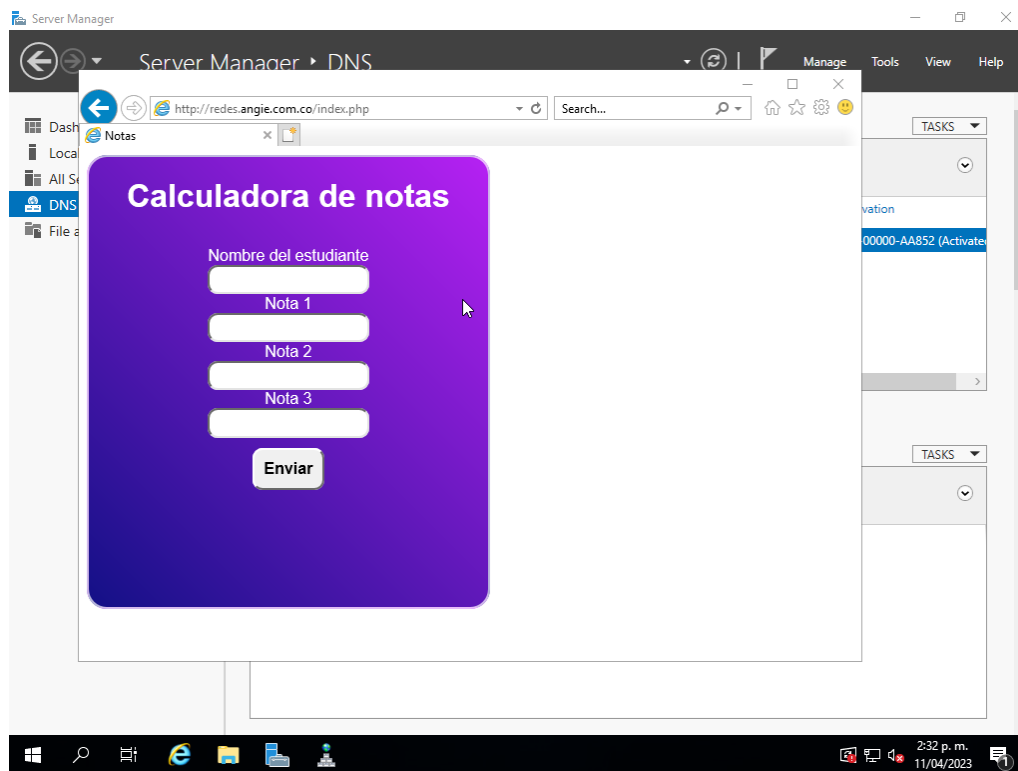 Server Manager
Server Manager • DNS
Manage Tools View Help
http://redes.angie.com.co/index.php
Search...
Notas
Dash
Loca
All Se
DNS
File a
TASKS
vation
00000-AA852 (Activated
Calculadora de notas
Nombre del estudiante
Nota 1
Nota 2
Nota 3
Enviar
TASKS
2:32 p. m.
11/04/2023
1